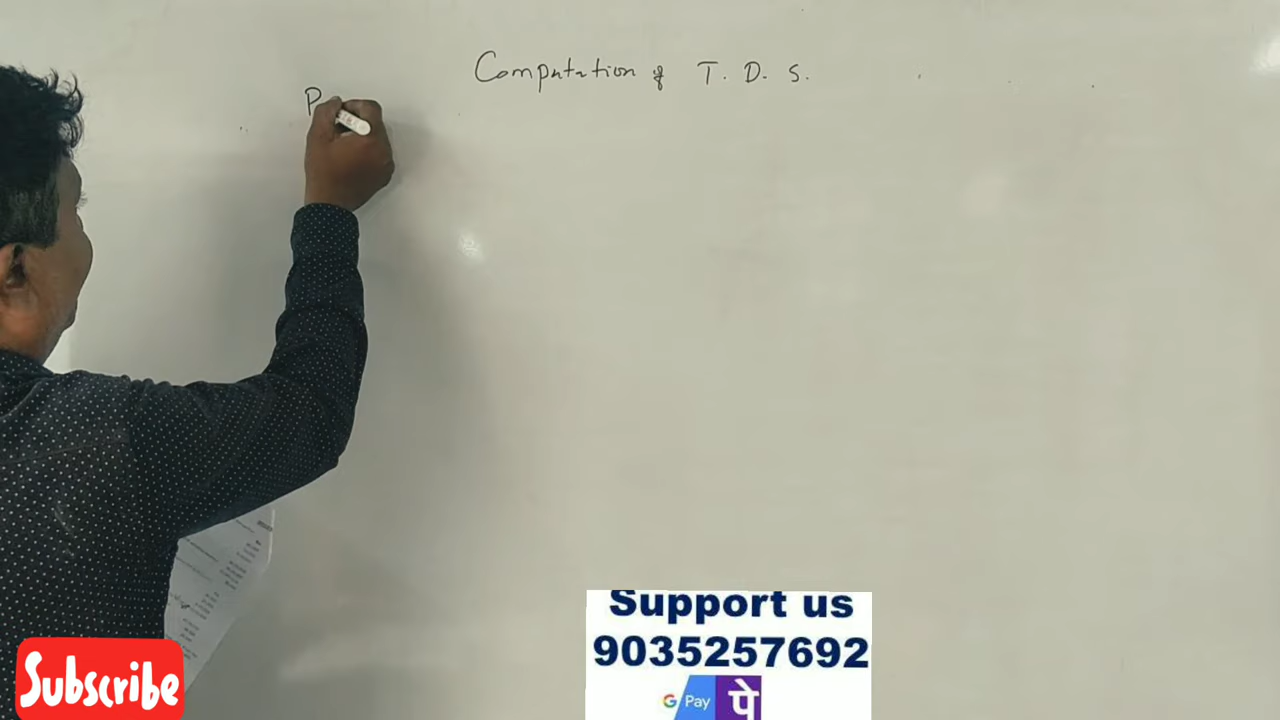 Computation of T. D. S.
P
Support us
9035257692
G Pay पे
Subscribe